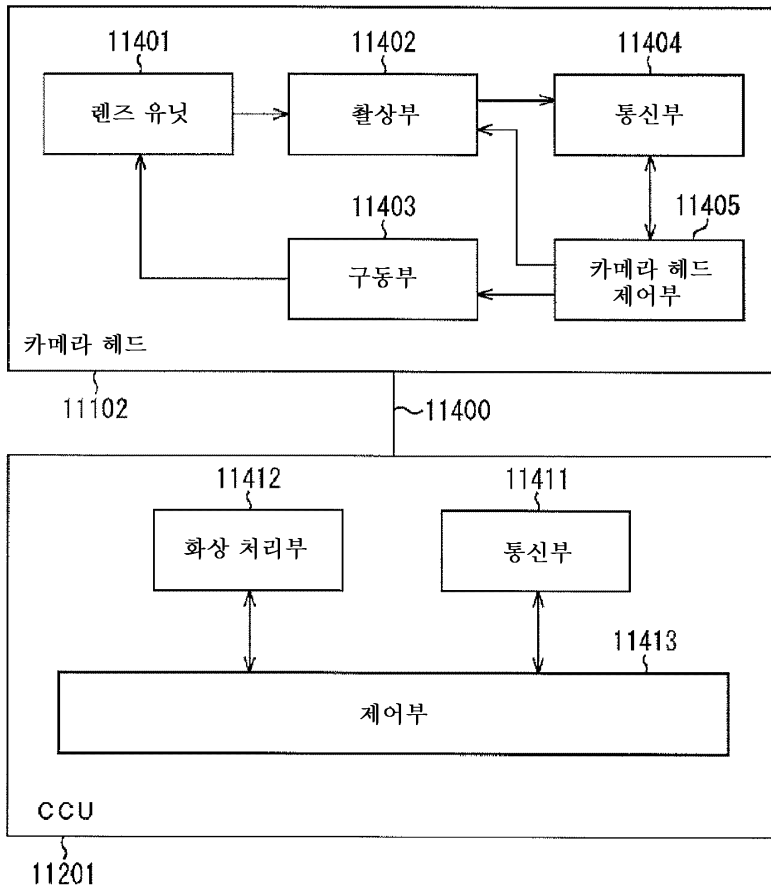 11401
11402
11404
렌즈 유닛
촬상부
통신부
11403
11405
구동부
카메라 헤드
제어부
카메라 헤드
11102
11400
11412
11411
화상 처리부
통신부
11413
제어부
CCU
11201